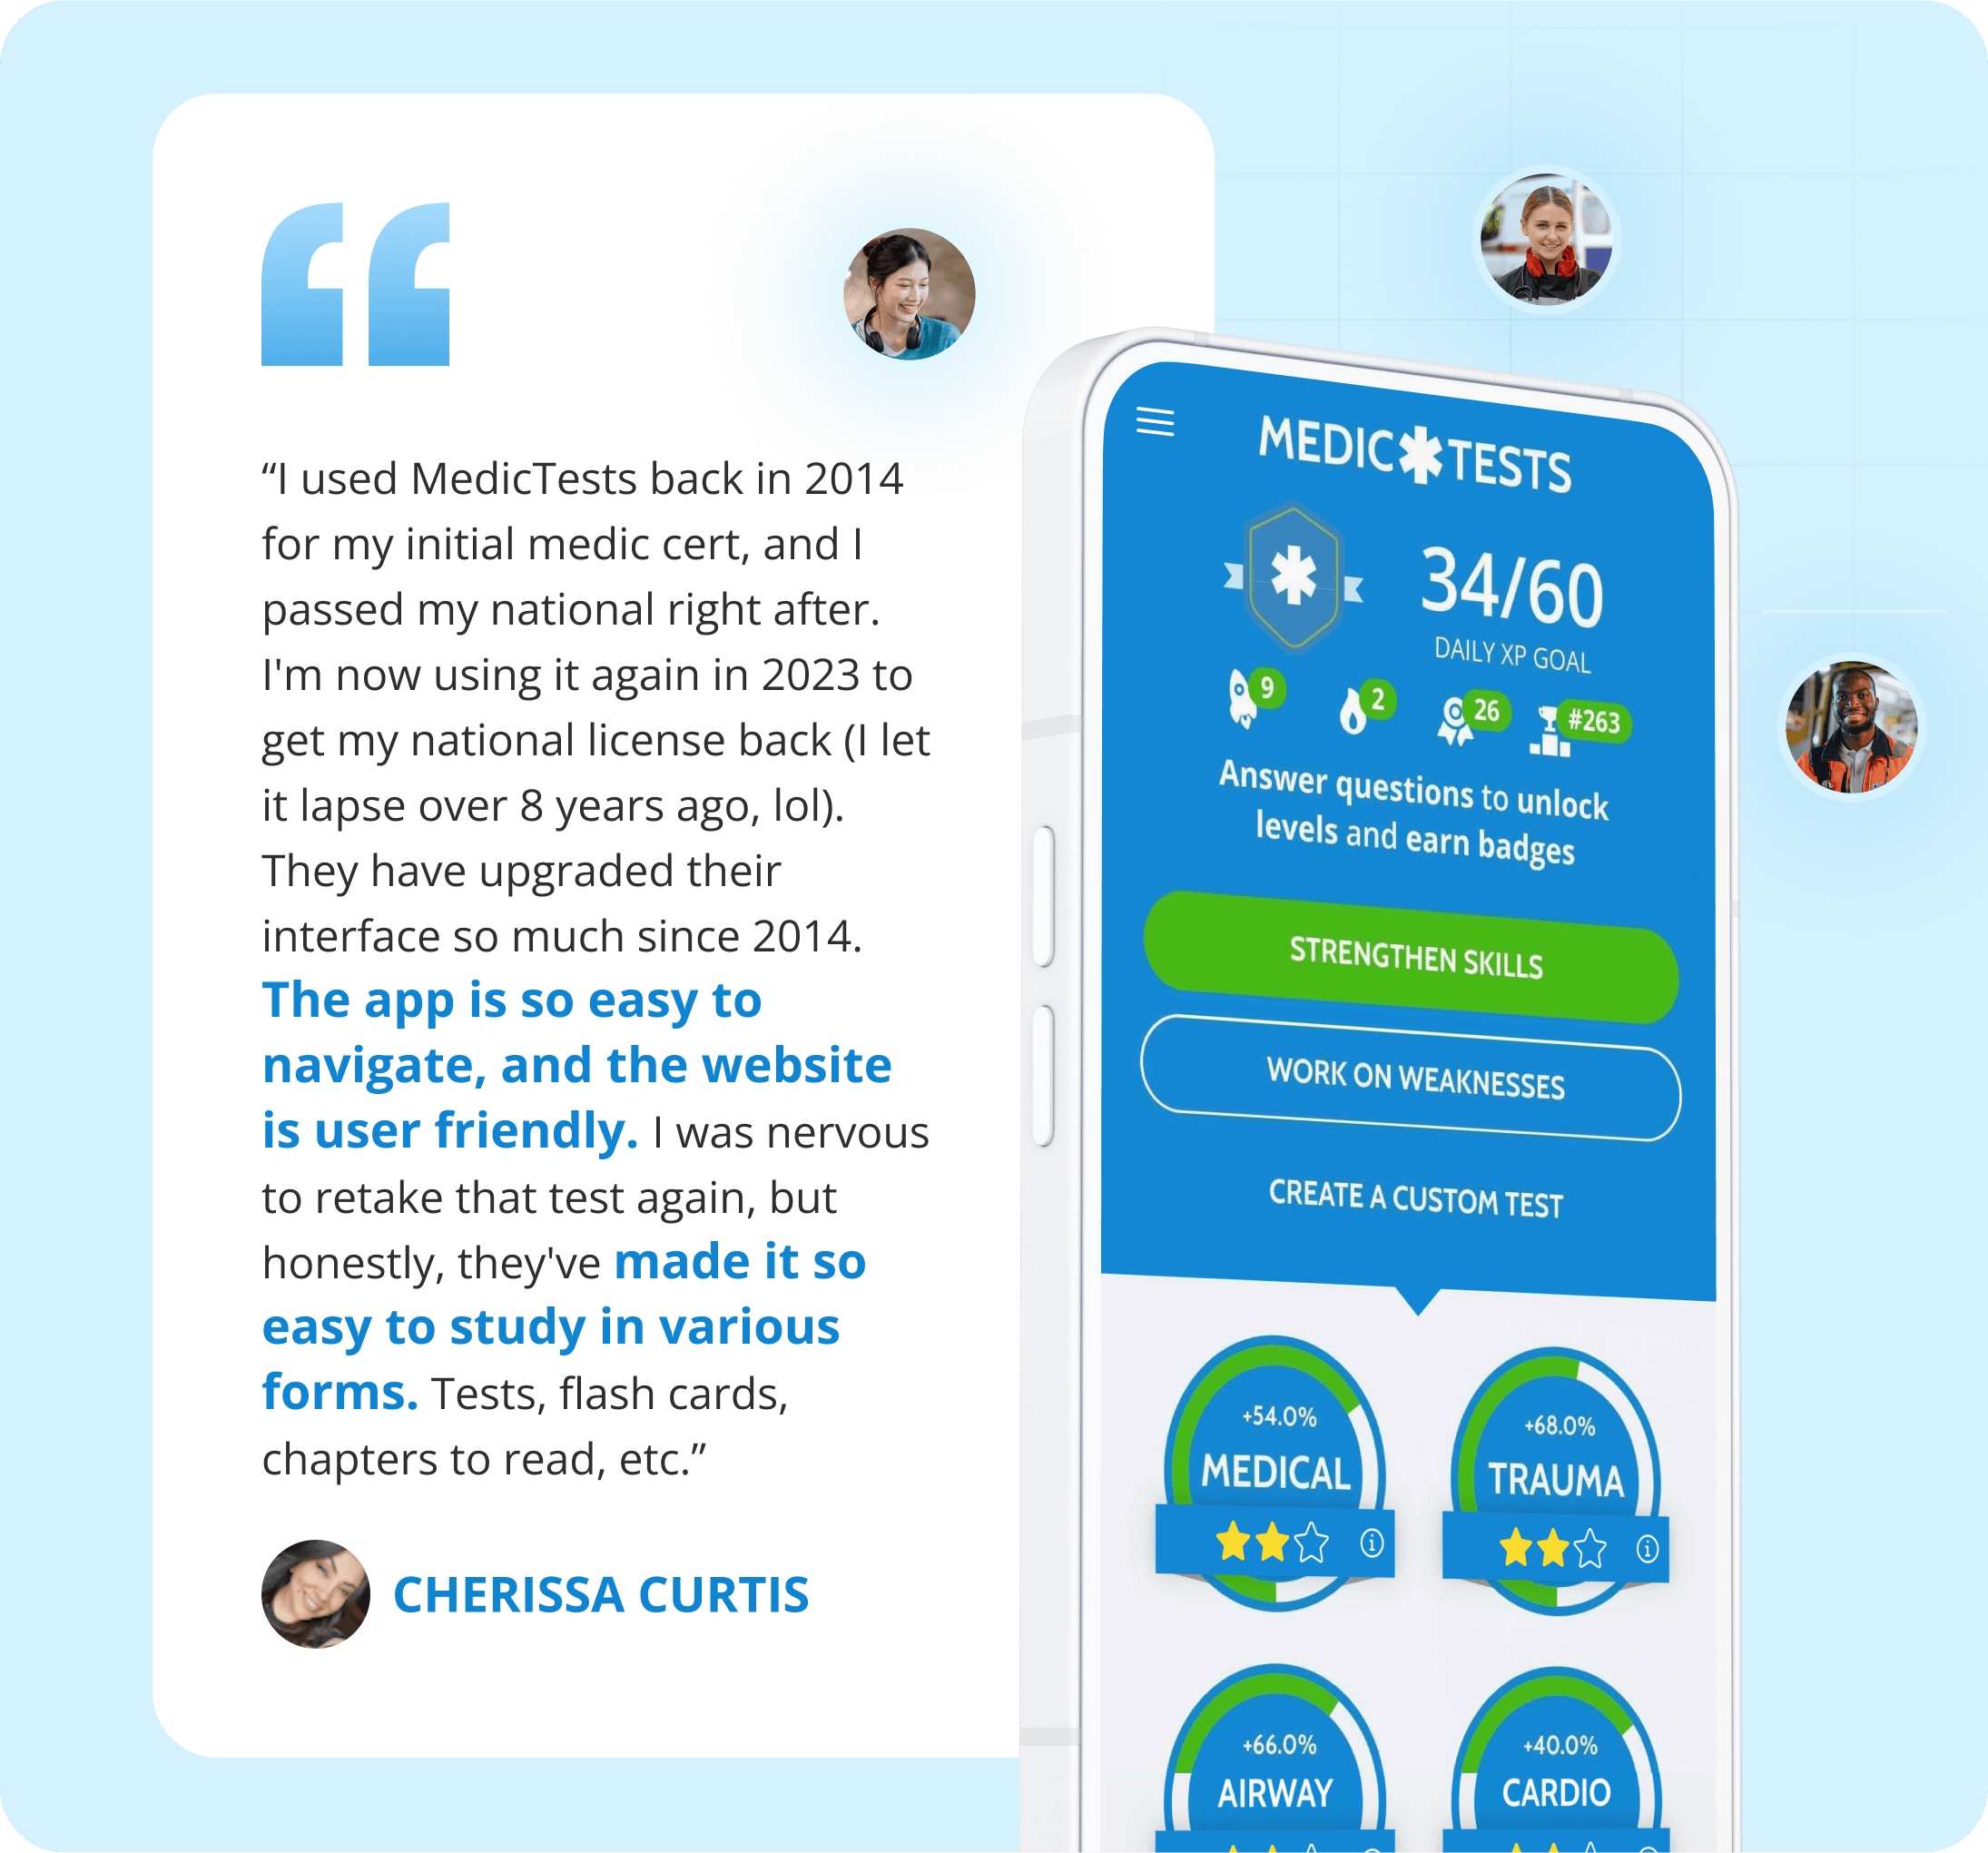 “I used MedicTests back in 2014
for my initial medic cert, and I
passed my national right after.
I'm now using it again in 2023 to
get my national license back (I let
it lapse over 8 years ago, lol).
They have upgraded their
interface so much since 2014.
The app is so easy to
navigate, and the website
is user friendly. I was nervous
to retake that test again, but
honestly, they've made it so
easy to study in various
forms. Tests, flash cards,
chapters to read, etc.”
CHERISSA CURTIS
MEDIC TESTS
34/60
DAILY XP GOAL
9 2 26 #263
Answer questions to unlock
levels and earn badges
STRENGTHEN SKILLS
WORK ON WEAKNESSES
CREATE A CUSTOM TEST
+54.0%
MEDICAL
+68.0%
TRAUMA
+66.0%
AIRWAY
+40.0%
CARDIO